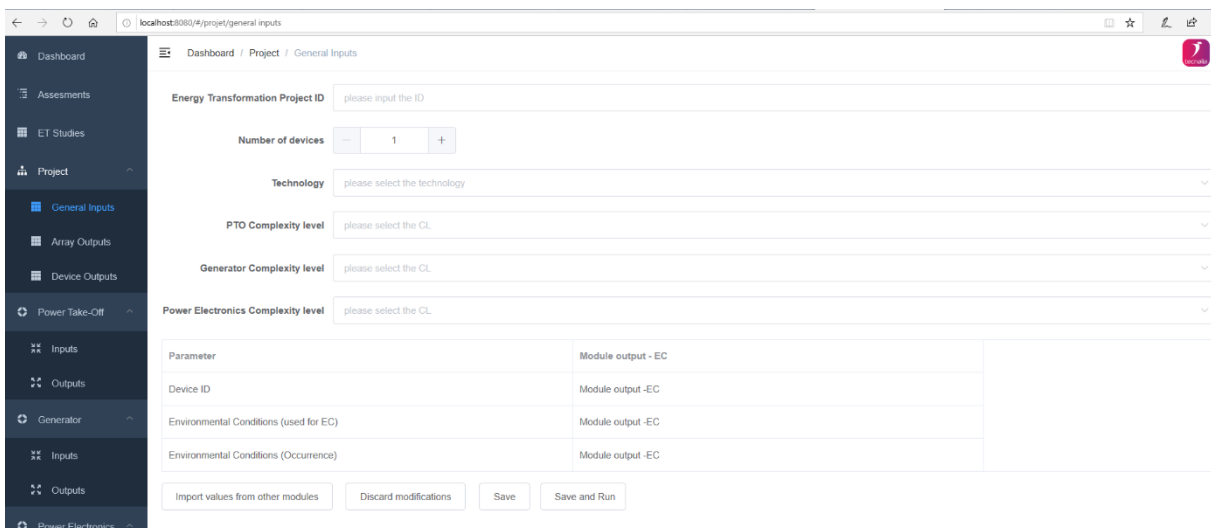 localhost:8080/#/projet/general inputs
Dashboard
Dashboard / Project / General Inputs
tecnalia
Assesments
Energy Transformation Project ID please input the ID
ET Studies
Number of devices − 1 +
Project
Technology please select the technology
General Inputs
PTO Complexity level please select the CL
Array Outputs
Generator Complexity level please select the CL
Device Outputs
Power Take-Off
Power Electronics Complexity level please select the CL
Inputs
Parameter Module output - EC
Outputs
Device ID Module output -EC
Generator
Environmental Conditions (used for EC) Module output -EC
Inputs
Environmental Conditions (Occurrence) Module output -EC
Outputs
Import values from other modules Discard modifications Save Save and Run
Power Electronics